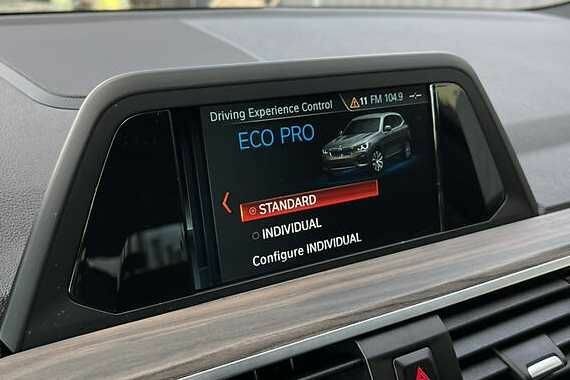 Driving Experience Control 11 FM 104.9 --:--
ECO PRO
STANDARD
INDIVIDUAL
Configure INDIVIDUAL